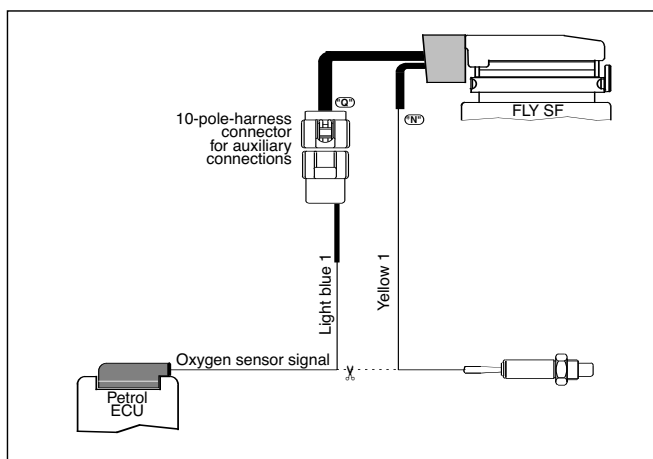 "Q"
10-pole-harness
connector
for auxiliary
connections
"N"
FLY SF
Light blue 1
Yellow 1
Oxygen sensor signal
Petrol
ECU